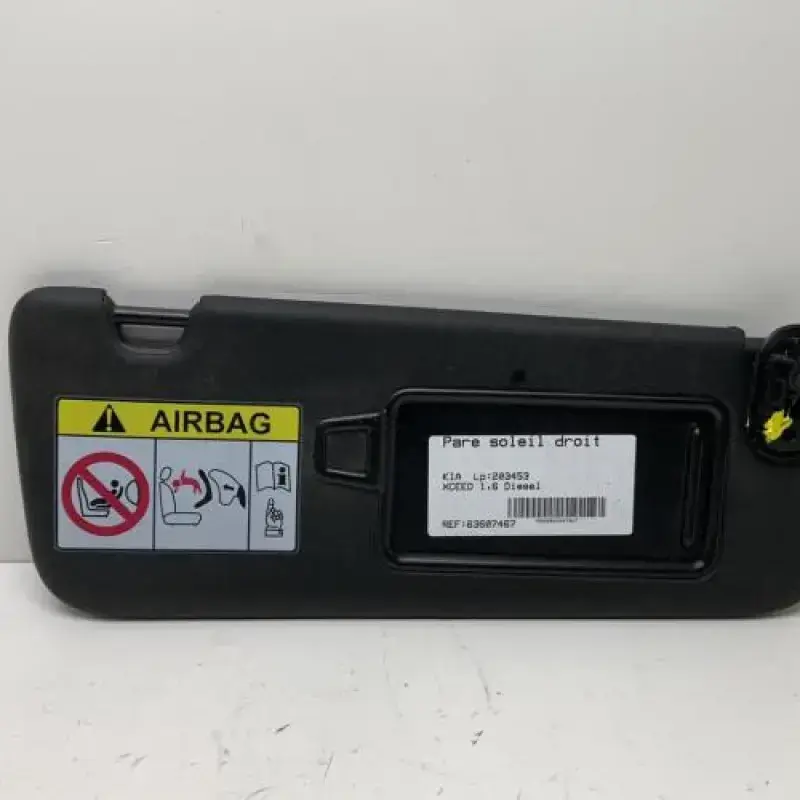 AIRBAG
Pare soleil droit
KIA Lp:203453
XCEED 1.6 Diesel
REF:63607467